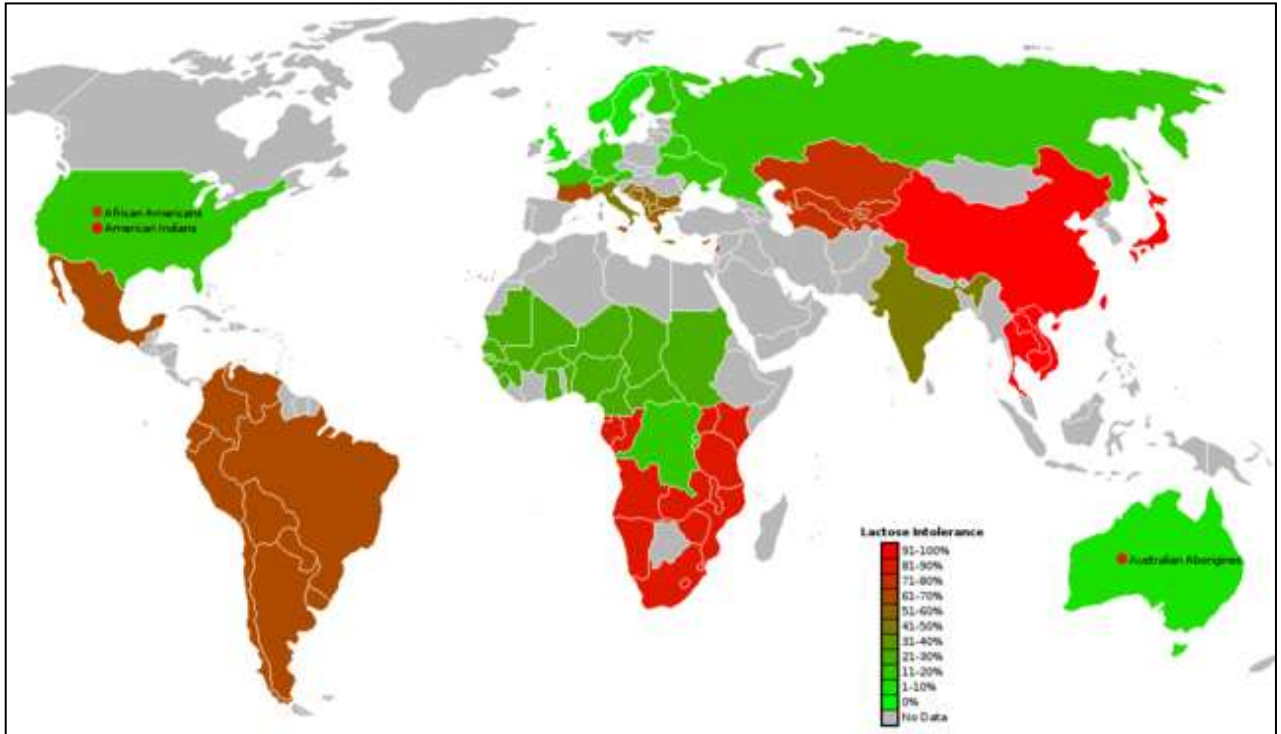 African Americans
American Indians
Lactose Intolerance
91-100%
81-90%
71-80%
61-70%
51-60%
41-50%
31-40%
21-30%
11-20%
1-10%
0%
No Data
Australian Aborigines